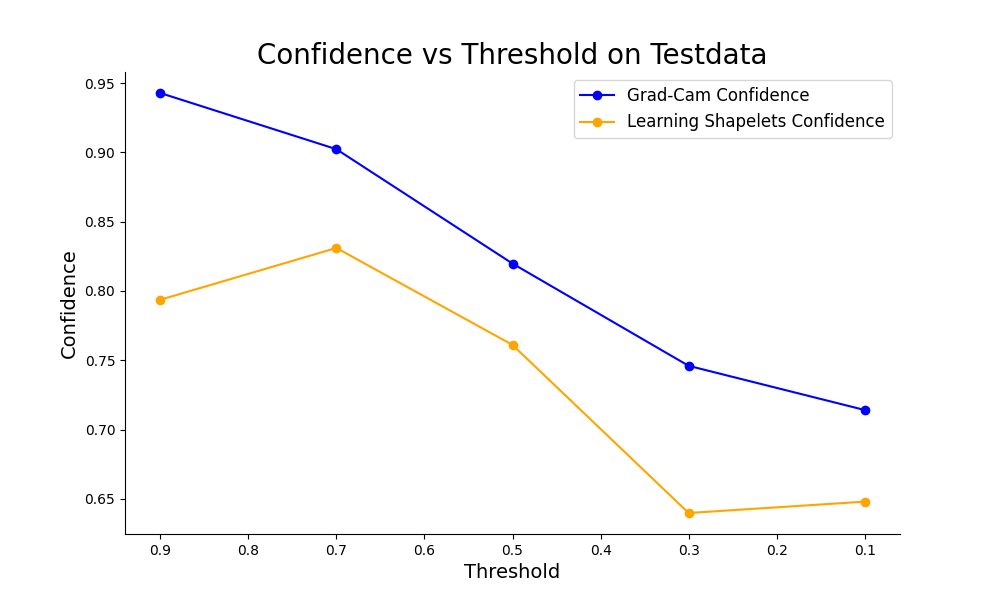 Confidence vs Threshold on Testdata
Grad-Cam Confidence
Learning Shapelets Confidence
Confidence
0.95
0.90
0.85
0.80
0.75
0.70
0.65
0.9 0.8 0.7 0.6 0.5 0.4 0.3 0.2 0.1
Threshold